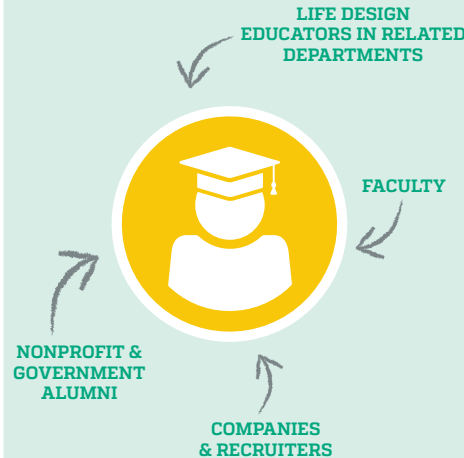 LIFE DESIGN
EDUCATORS IN RELATED
DEPARTMENTS
FACULTY
NONPROFIT &
GOVERNMENT
ALUMNI
COMPANIES
& RECRUITERS